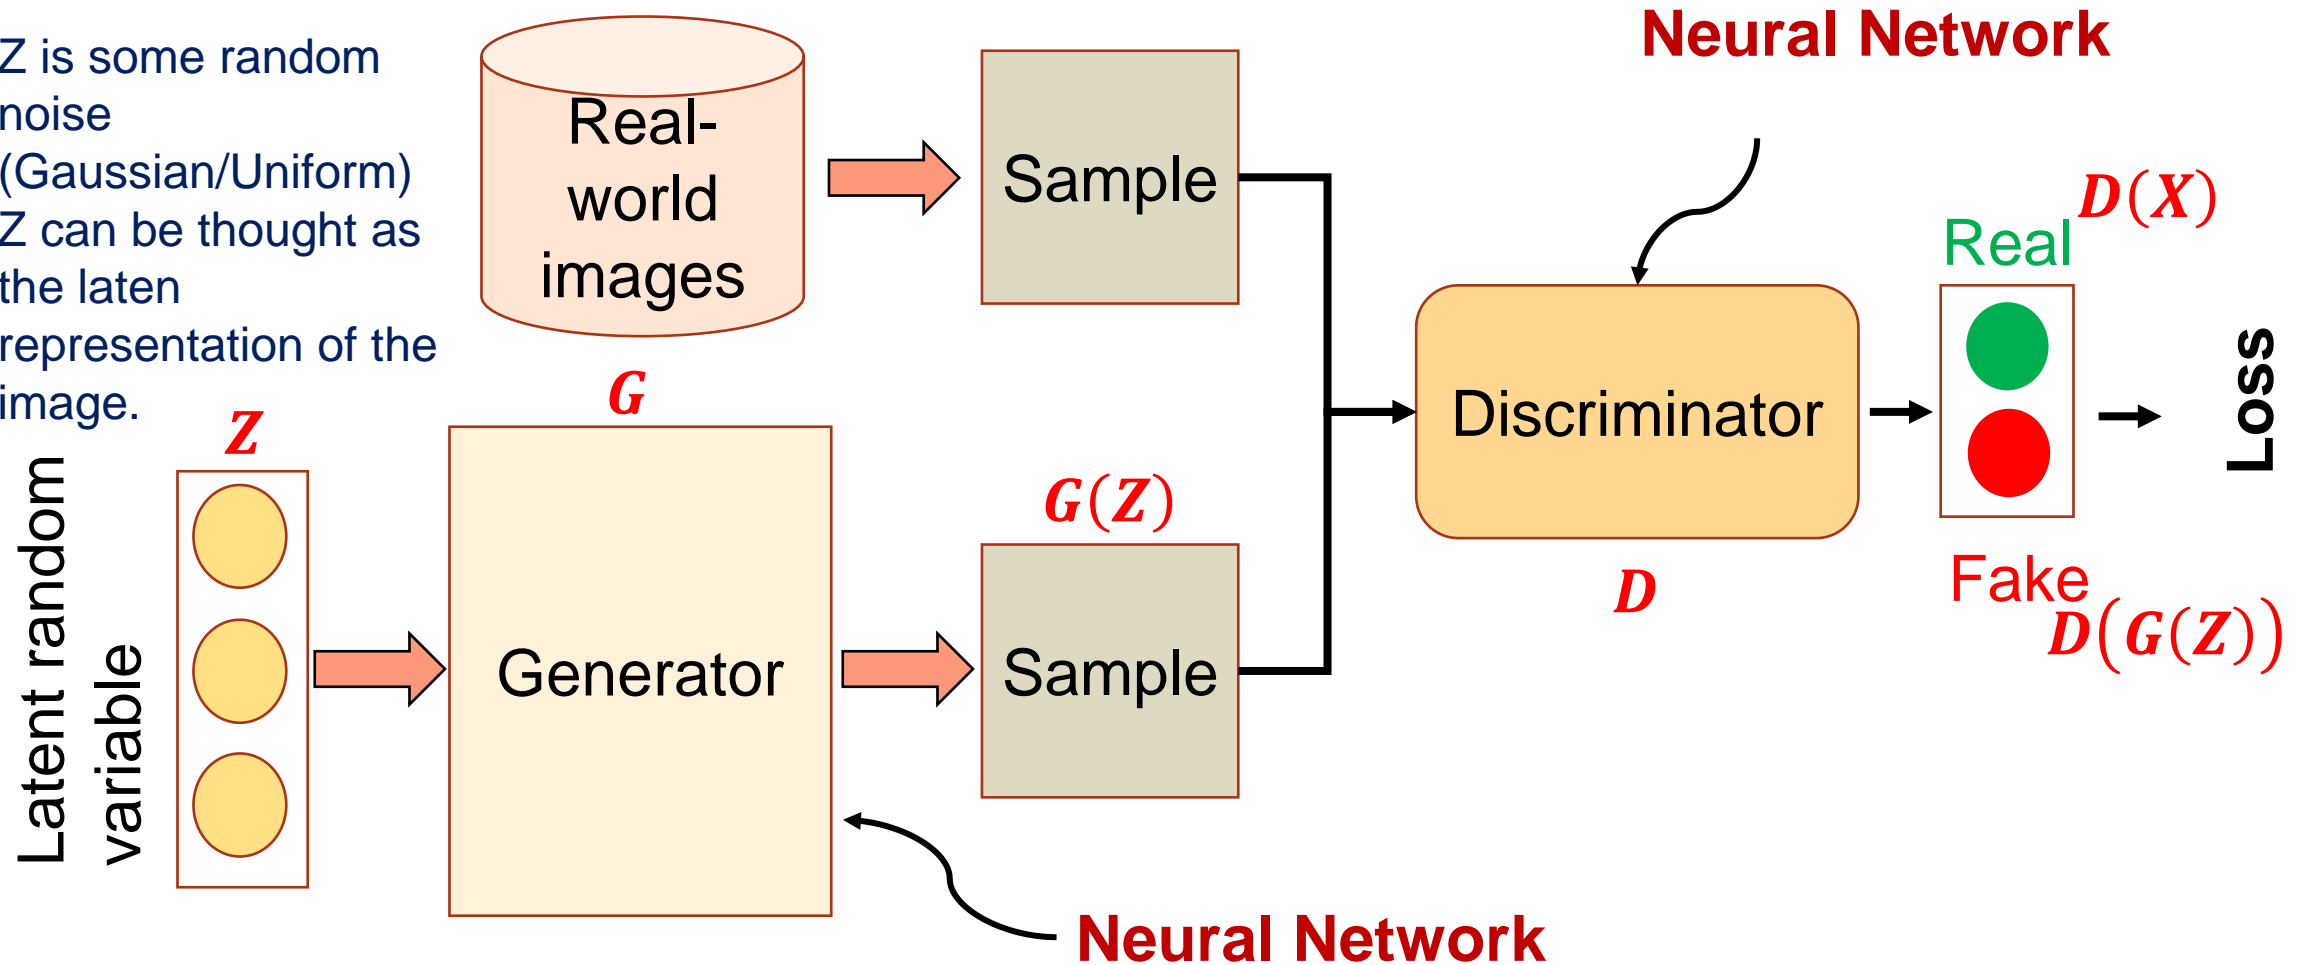 Z is some random
noise
(Gaussian/Uniform)
Z can be thought as
the laten
representation of the
image.
Real-
world
images
Sample
Neural Network
Real
D(X)
Discriminator
D
Fake
D(G(Z))
Loss
Z
Latent random
variable
G
Generator
G(Z)
Sample
Neural Network